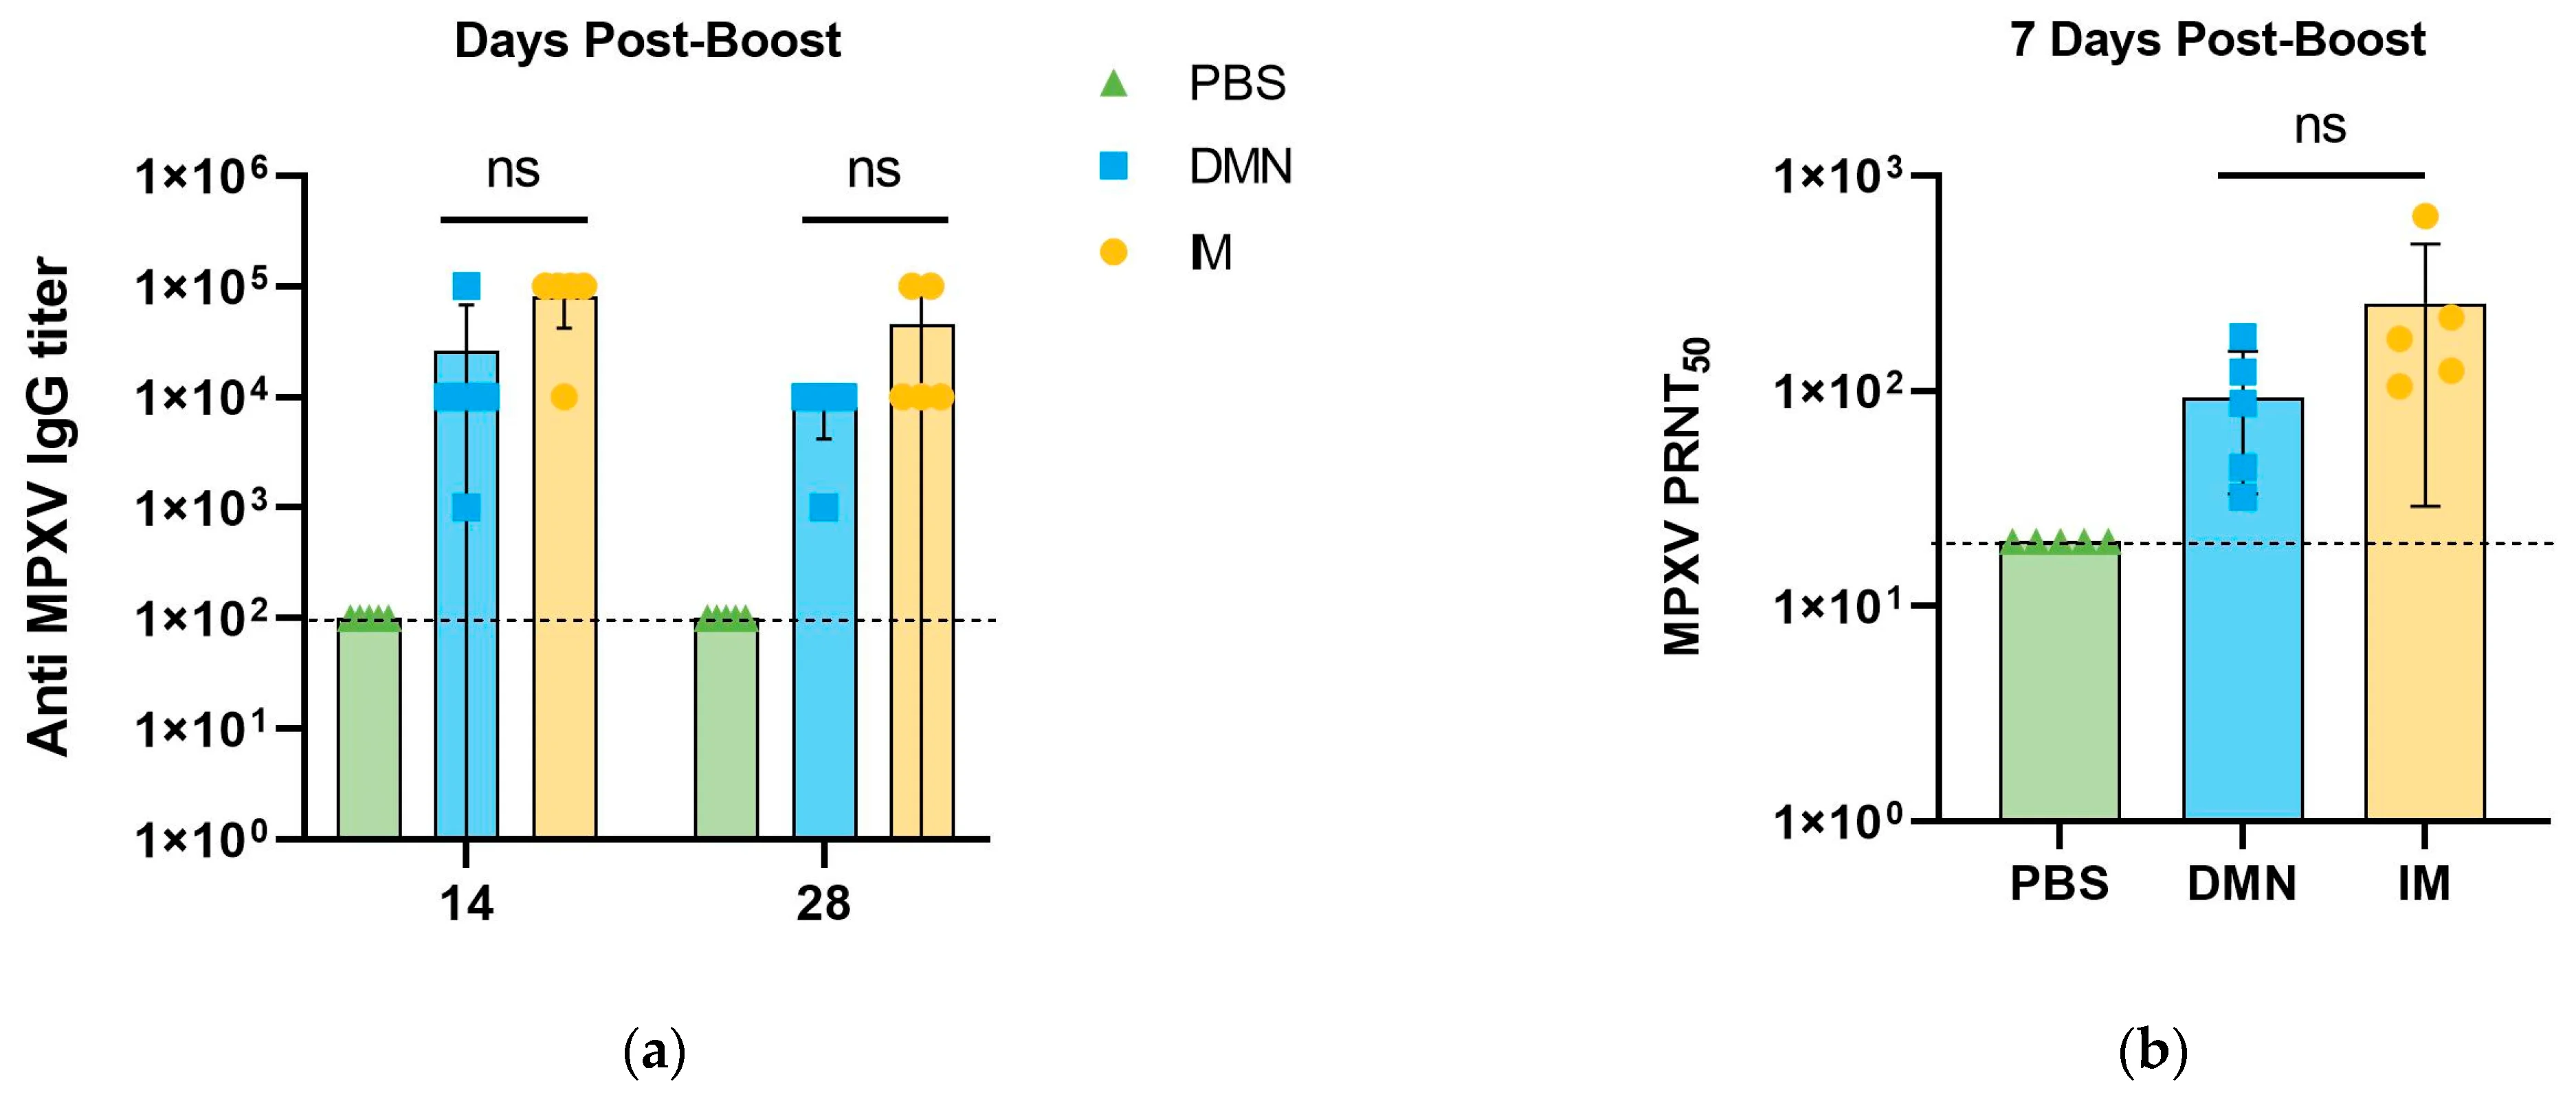 Days Post-Boost
Anti MPXV IgG titer
1×10⁶
1×10⁵
1×10⁴
1×10³
1×10²
1×10¹
1×10⁰
ns
ns
14
28
PBS
DMN
IM
(a)
7 Days Post-Boost
MPXV PRNT₅₀
1×10³
1×10²
1×10¹
1×10⁰
ns
PBS
DMN
IM
(b)